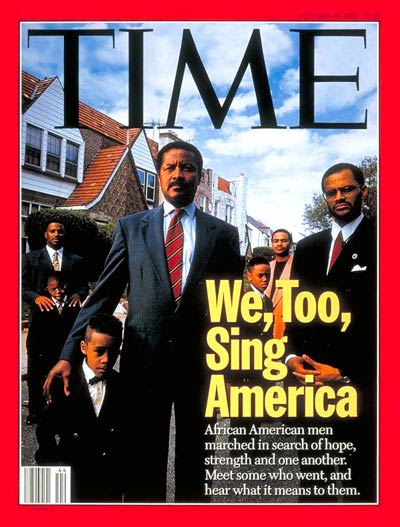 TIME
We, Too,
Sing
America
African American men
marched in search of hope,
strength and one another.
Meet some who went, and
hear what it means to them.
44